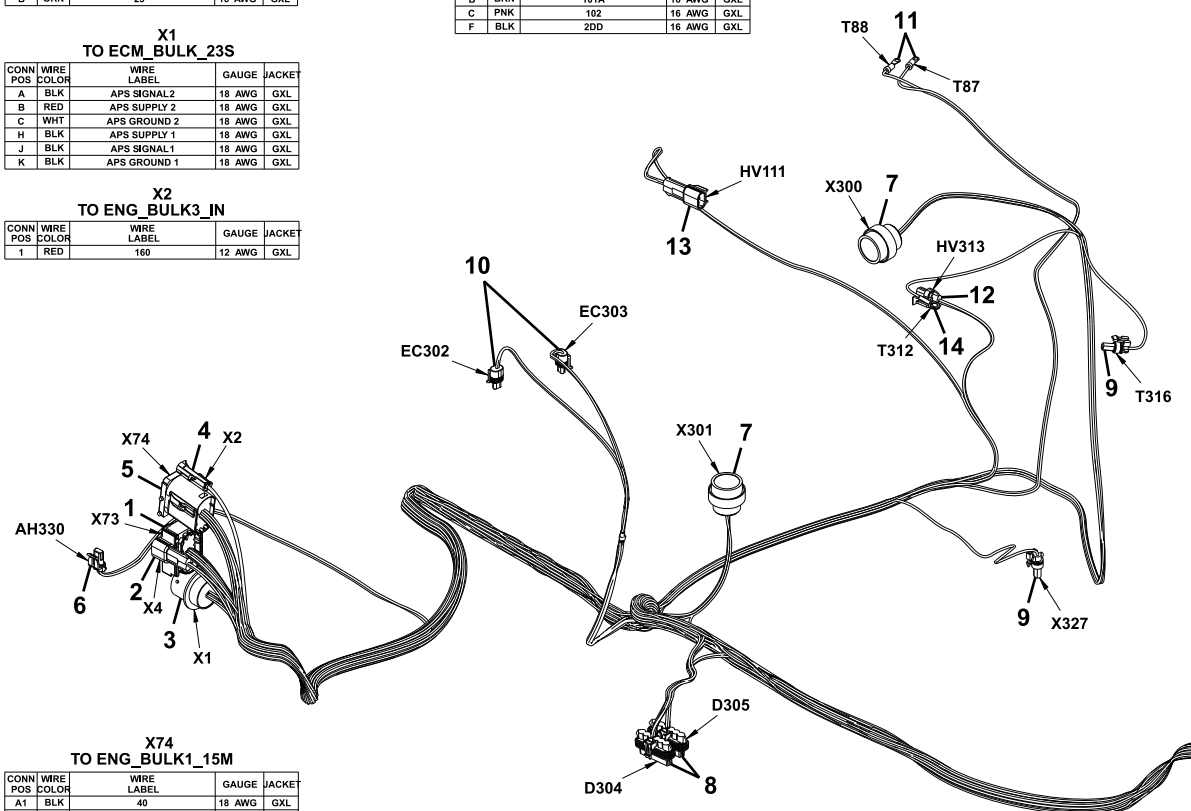 B 16 AWG GXL
B BRN 101A 16 AWG GXL
C PNK 102 16 AWG GXL
F BLK 2DD 16 AWG GXL
X1
TO ECM_BULK_23S
CONN POS WIRE COLOR WIRE LABEL GAUGE JACKET
A BLK APS SIGNAL2 18 AWG GXL
B RED APS SUPPLY 2 18 AWG GXL
C WHT APS GROUND 2 18 AWG GXL
H BLK APS SUPPLY 1 18 AWG GXL
J BLK APS SIGNAL1 18 AWG GXL
K BLK APS GROUND 1 18 AWG GXL
X2
TO ENG_BULK3_IN
CONN POS WIRE COLOR WIRE LABEL GAUGE JACKET
1 RED 160 12 AWG GXL
T88
11
T87
HV111
13
X300
7
HV313
12
T312
14
9
T316
10
EC303
EC302
X301
7
X74
4
X2
5
1
X73
AH330
6
2
X4
3
X1
9
X327
D305
D304
8
X74
TO ENG_BULK1_15M
CONN POS WIRE COLOR WIRE LABEL GAUGE JACKET
A1 BLK 40 18 AWG GXL